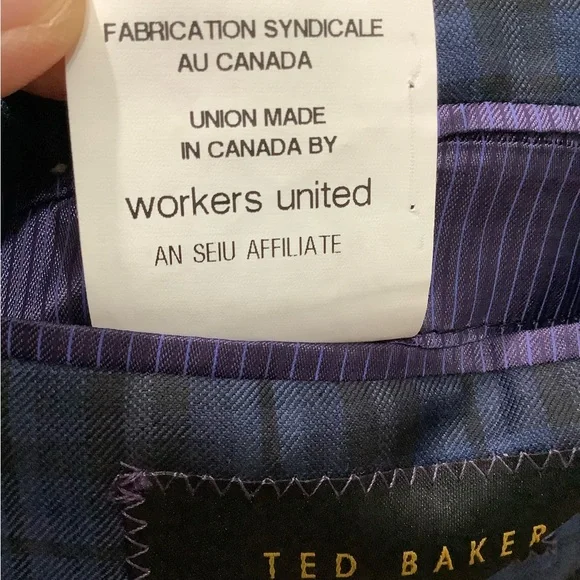 FABRICATION SYNDICALE
AU CANADA
UNION MADE
IN CANADA BY
workers united
AN SEIU AFFILIATE
TED BAKER